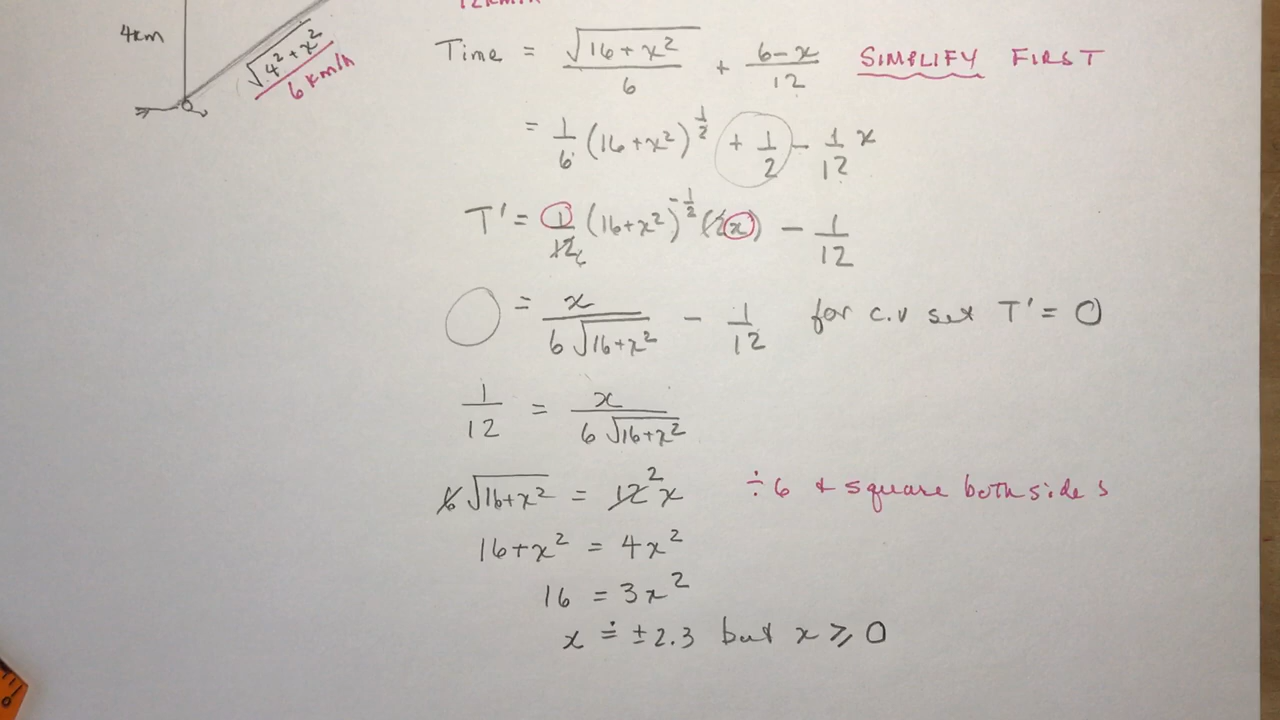 12km/h
4km
√4²+x²
6 km/h
Time = √16+x² / 6 + 6-x / 12 SIMPLIFY FIRST
= 1/6 (16+x²)^1/2 + 1/2 - 1/12 x
T' = 1/12 6 (16+x²)^-1/2 (2x) - 1/12
0 = x / 6√16+x² - 1/12 for c.v set T' = 0
1/12 = x / 6√16+x²
6√16+x² = 12 2 x ÷6 + square both sides
16+x² = 4x²
16 = 3x²
x ≐ ±2.3 but x ⩾ 0